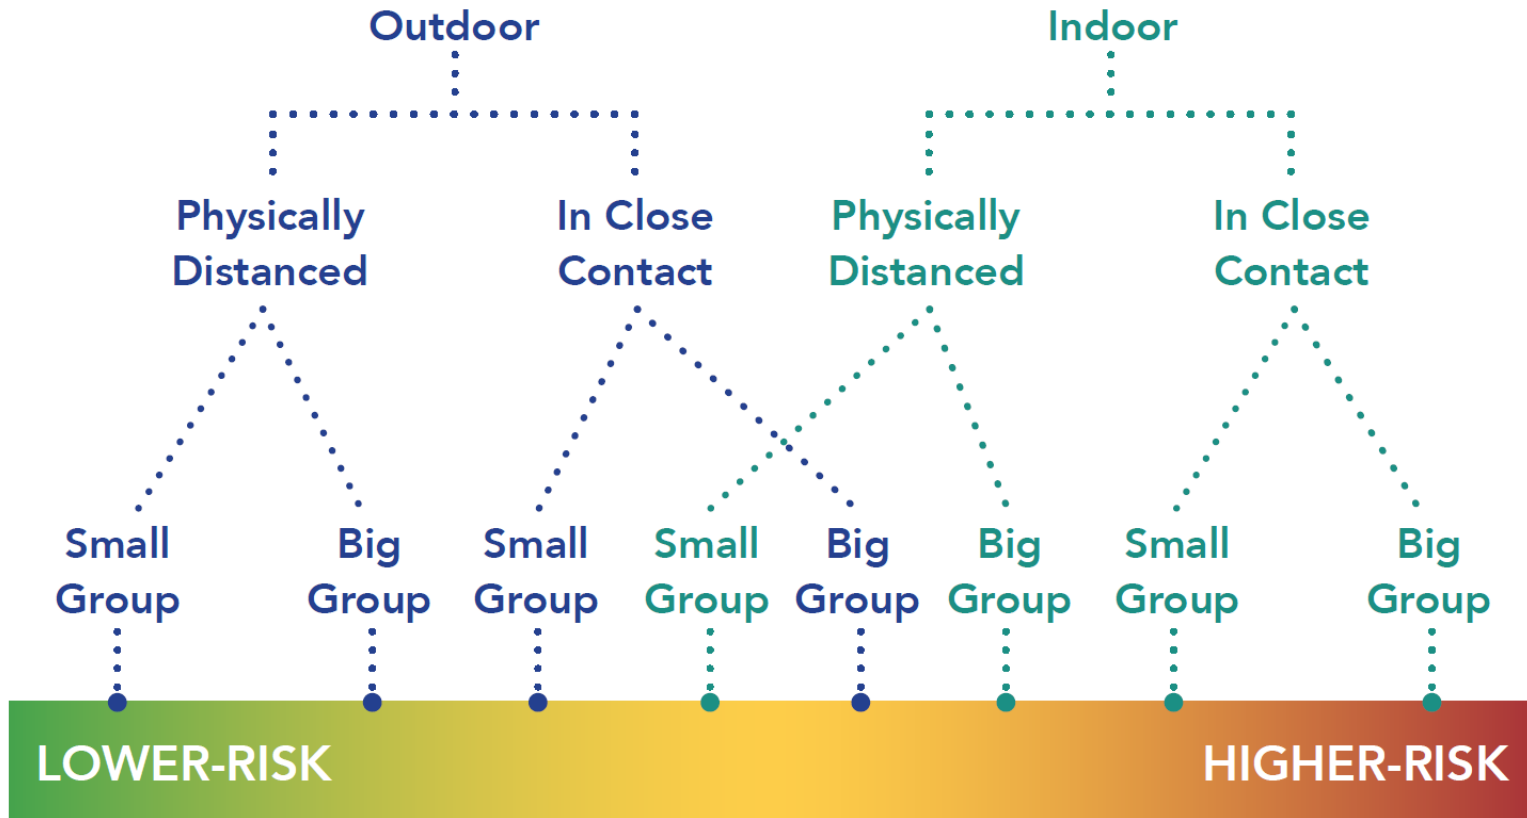 Outdoor
Indoor
Physically
Distanced
In Close
Contact
Physically
Distanced
In Close
Contact
Small
Group
Big
Group
Small
Group
Small
Group
Big
Group
Big
Group
Small
Group
Big
Group
LOWER-RISK
HIGHER-RISK